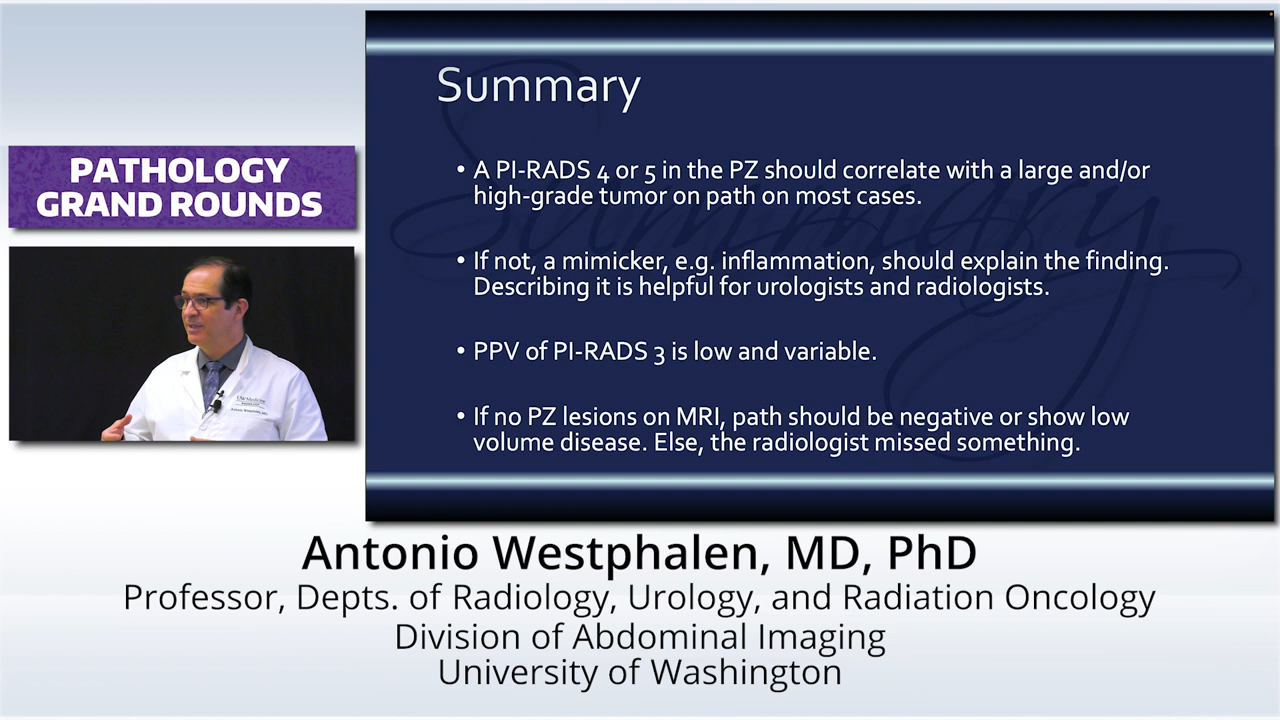 PATHOLOGY
GRAND ROUNDS
Summary
• A PI-RADS 4 or 5 in the PZ should correlate with a large and/or
high-grade tumor on path on most cases.
• If not, a mimicker, e.g. inflammation, should explain the finding.
Describing it is helpful for urologists and radiologists.
• PPV of PI-RADS 3 is low and variable.
• If no PZ lesions on MRI, path should be negative or show low
volume disease. Else, the radiologist missed something.
Antonio Westphalen, MD, PhD
Professor, Depts. of Radiology, Urology, and Radiation Oncology
Division of Abdominal Imaging
University of Washington